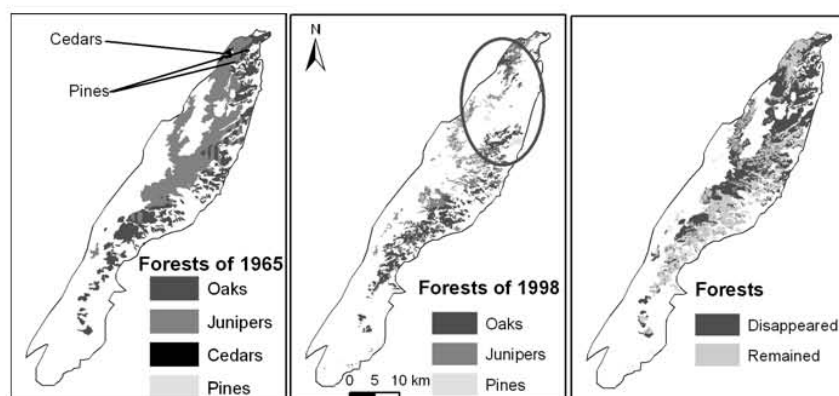 Cedars
Pines
Forests of 1965
Oaks
Junipers
Cedars
Pines
N
Forests of 1998
Oaks
Junipers
Pines
0 5 10 km
Forests
Disappeared
Remained